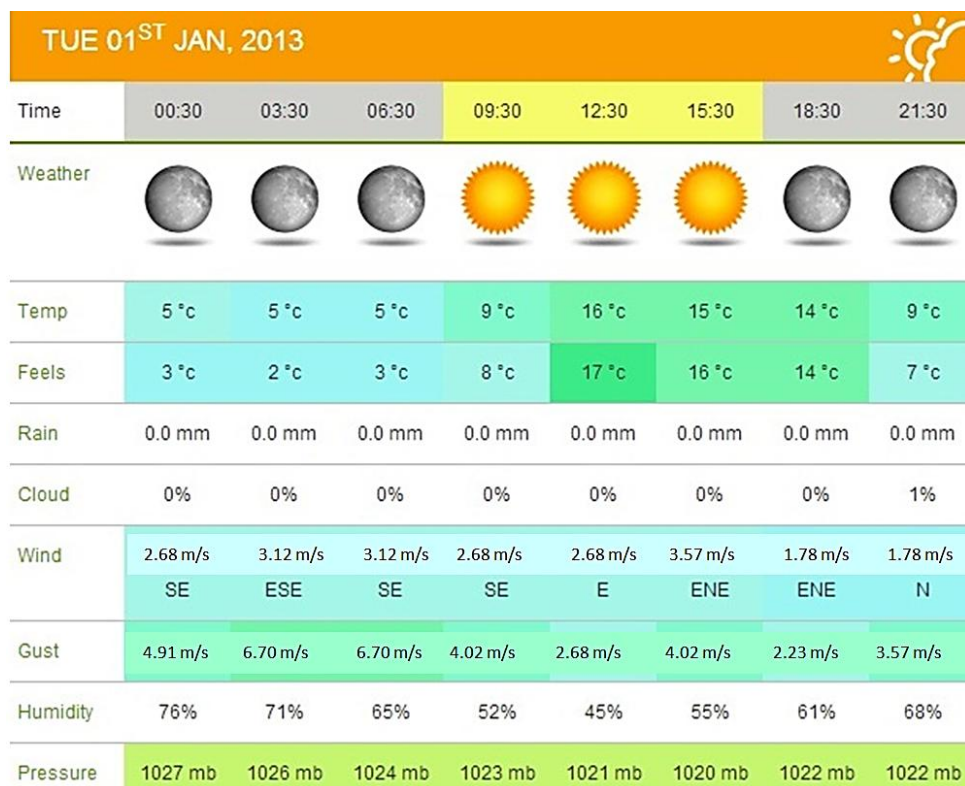 TUE 01ST JAN, 2013
Time 00:30 03:30 06:30 09:30 12:30 15:30 18:30 21:30
Weather
Temp 5 °c 5 °c 5 °c 9 °c 16 °c 15 °c 14 °c 9 °c
Feels 3 °c 2 °c 3 °c 8 °c 17 °c 16 °c 14 °c 7 °c
Rain 0.0 mm 0.0 mm 0.0 mm 0.0 mm 0.0 mm 0.0 mm 0.0 mm 0.0 mm
Cloud 0% 0% 0% 0% 0% 0% 0% 1%
Wind 2.68 m/s 3.12 m/s 3.12 m/s 2.68 m/s 2.68 m/s 3.57 m/s 1.78 m/s 1.78 m/s
SE ESE SE SE E ENE ENE N
Gust 4.91 m/s 6.70 m/s 6.70 m/s 4.02 m/s 2.68 m/s 4.02 m/s 2.23 m/s 3.57 m/s
Humidity 76% 71% 65% 52% 45% 55% 61% 68%
Pressure 1027 mb 1026 mb 1024 mb 1023 mb 1021 mb 1020 mb 1022 mb 1022 mb